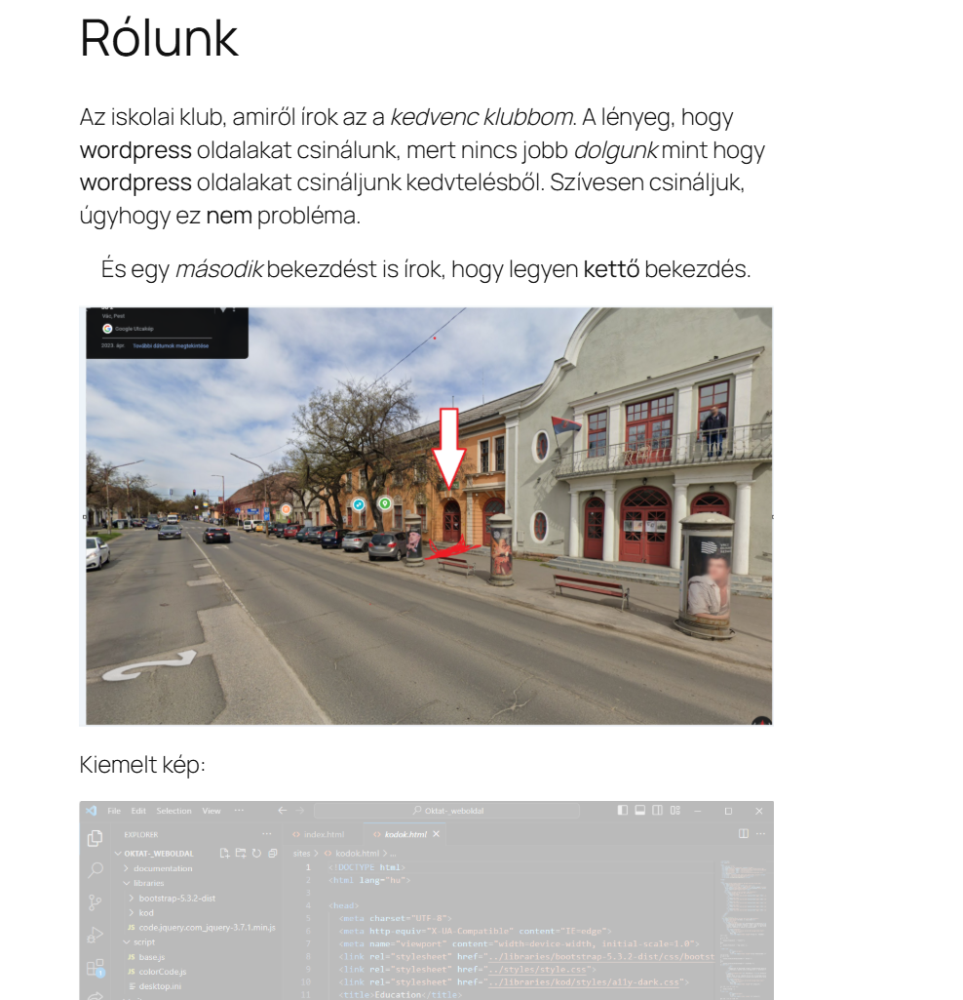 Rólunk
Az iskolai klub, amiről írok az a kedvenc klubbom. A lényeg, hogy
wordpress oldalakat csinálunk, mert nincs jobb dolgunk mint hogy
wordpress oldalakat csináljunk kedvtelésből. Szívesen csináljuk,
úgyhogy ez nem probléma.
És egy második bekezdést is írok, hogy legyen kettő bekezdés.
Vác, Pest
Google Utcakép
2023. ápr. További dátumok megtekintése
Kiemelt kép:
File Edit Selection View ··· Oktat-_weboldal
EXPLORER ··· index.html kodok.html
OKTAT-_WEBOLDAL sites > kodok.html > ...
documentation 1 <!DOCTYPE html>
libraries 2 <html lang="hu">
bootstrap-5.3.2-dist 3
kod 4 <head>
5 <meta charset="UTF-8">
JS code.jquery.com_jquery-3.7.1.min.js 6 <meta http-equiv="X-UA-Compatible" content="IE=edge">
script 7 <meta name="viewport" content="width=device-width, initial-scale=1.0">
JS base.js 8 <link rel="stylesheet" href="../libraries/bootstrap-5.3.2-dist/css/bootst
JS colorCode.js 9 <link rel="stylesheet" href="../styles/style.css">
desktop.ini 10 <link rel="stylesheet" href="../libraries/kod/styles/a11y-dark.css">
11 <title>Education</title>